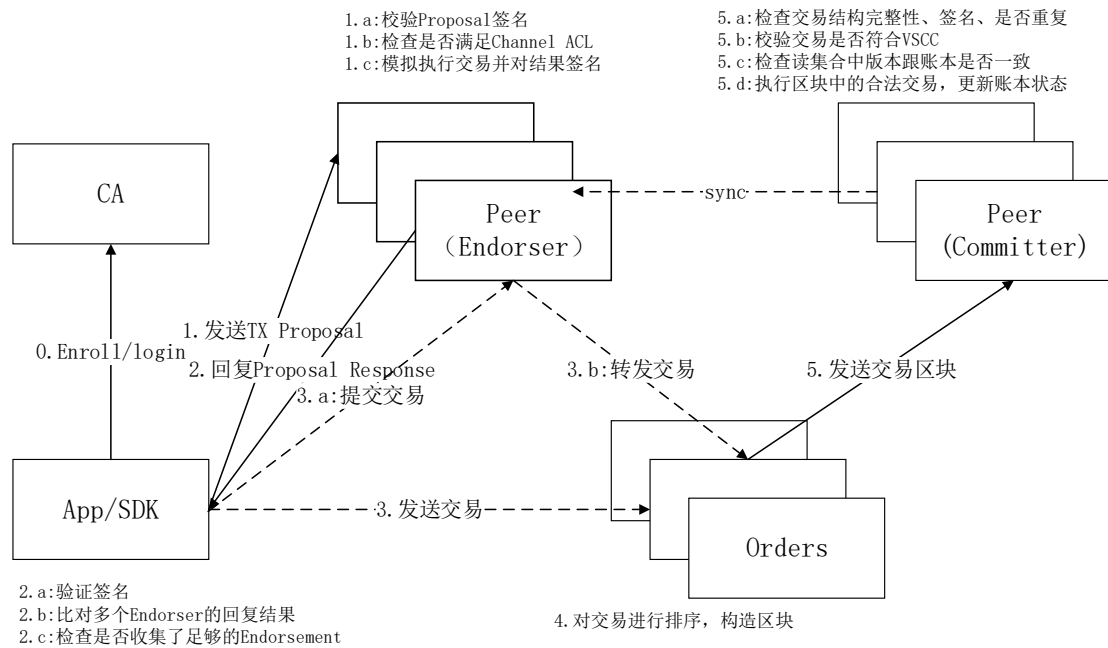 1.a:校验Proposal签名
1.b:检查是否满足Channel ACL
1.c:模拟执行交易并对结果签名
5.a:检查交易结构完整性、签名、是否重复
5.b:校验交易是否符合VSCC
5.c:检查读集合中版本跟账本是否一致
5.d:执行区块中的合法交易，更新账本状态
CA
Peer
（Endorser）
sync
Peer
(Committer)
0.Enroll/login
1.发送TX Proposal
2.回复Proposal Response
3.a:提交交易
3.b:转发交易
5.发送交易区块
App/SDK
3.发送交易
Orders
2.a:验证签名
2.b:比对多个Endorser的回复结果
2.c:检查是否收集了足够的Endorsement
4.对交易进行排序，构造区块